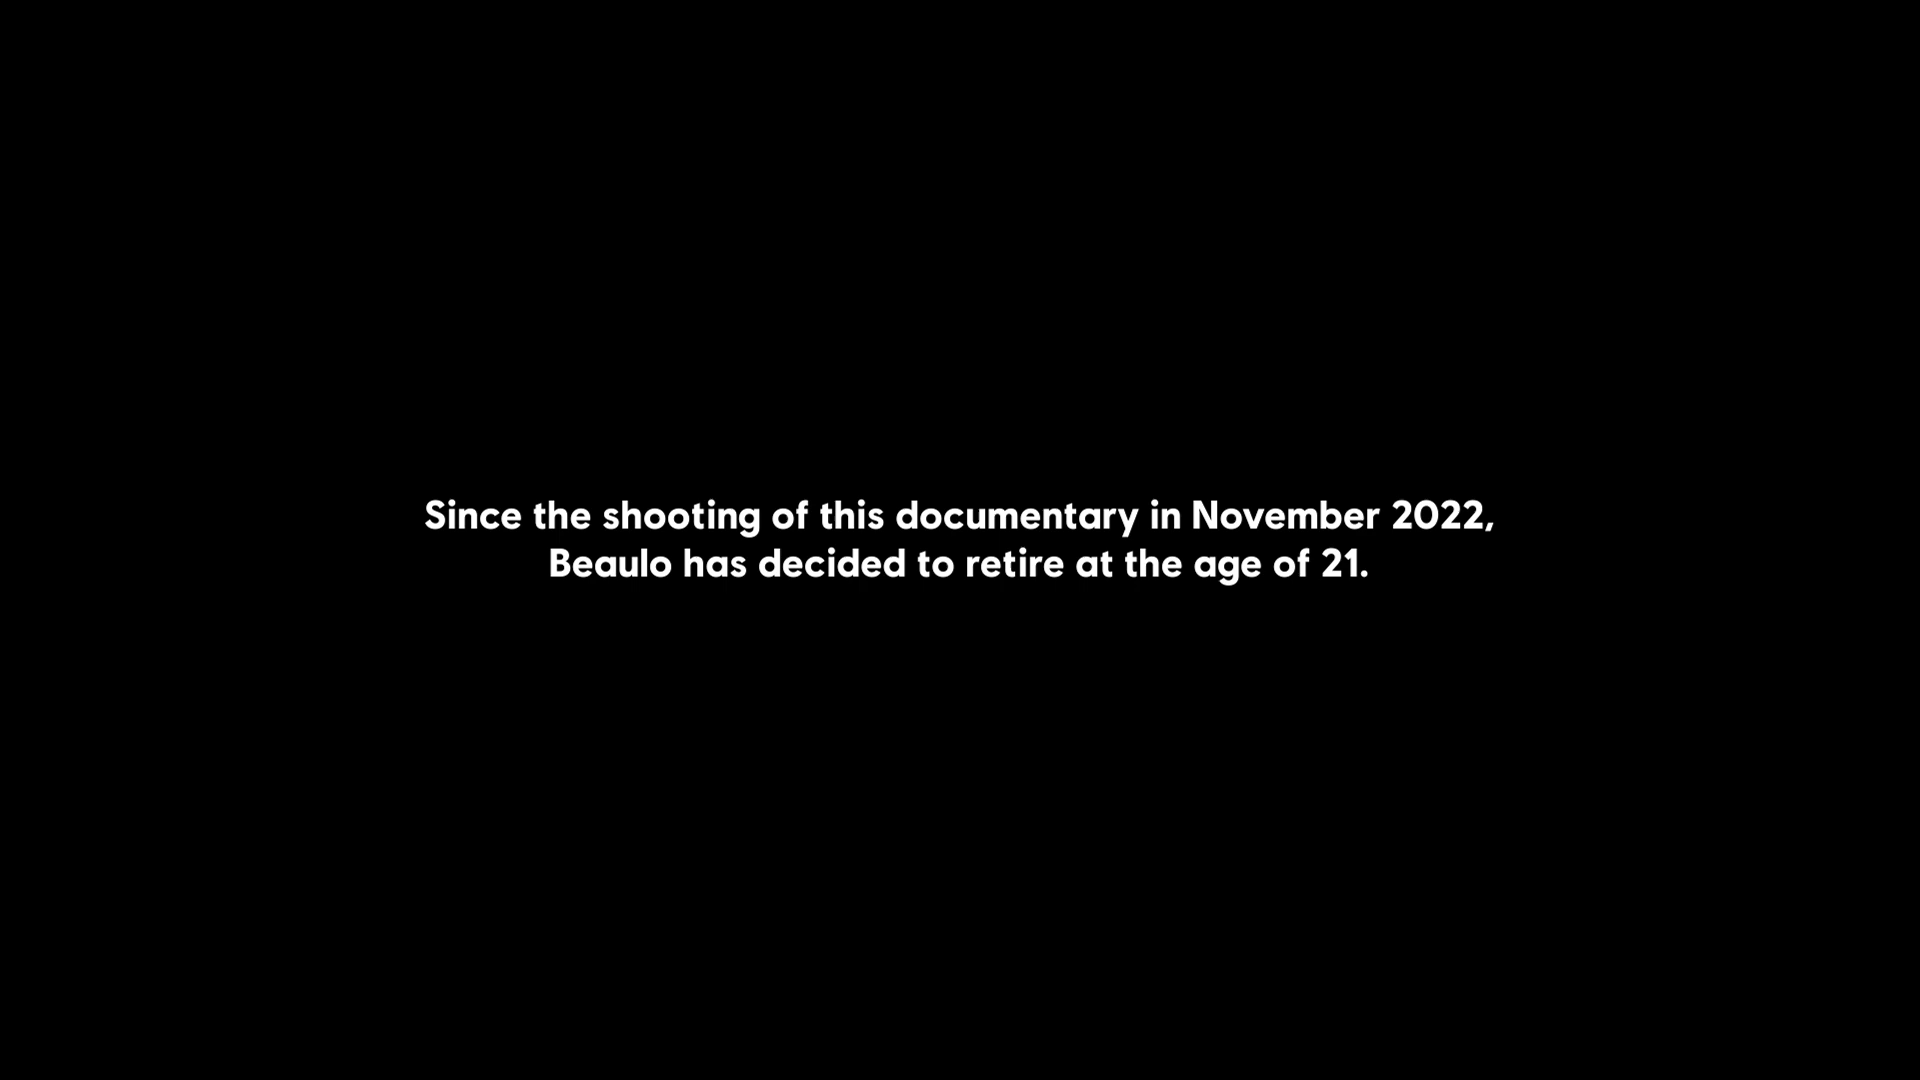 Since the shooting of this documentary in November 2022,
Beaulo has decided to retire at the age of 21.